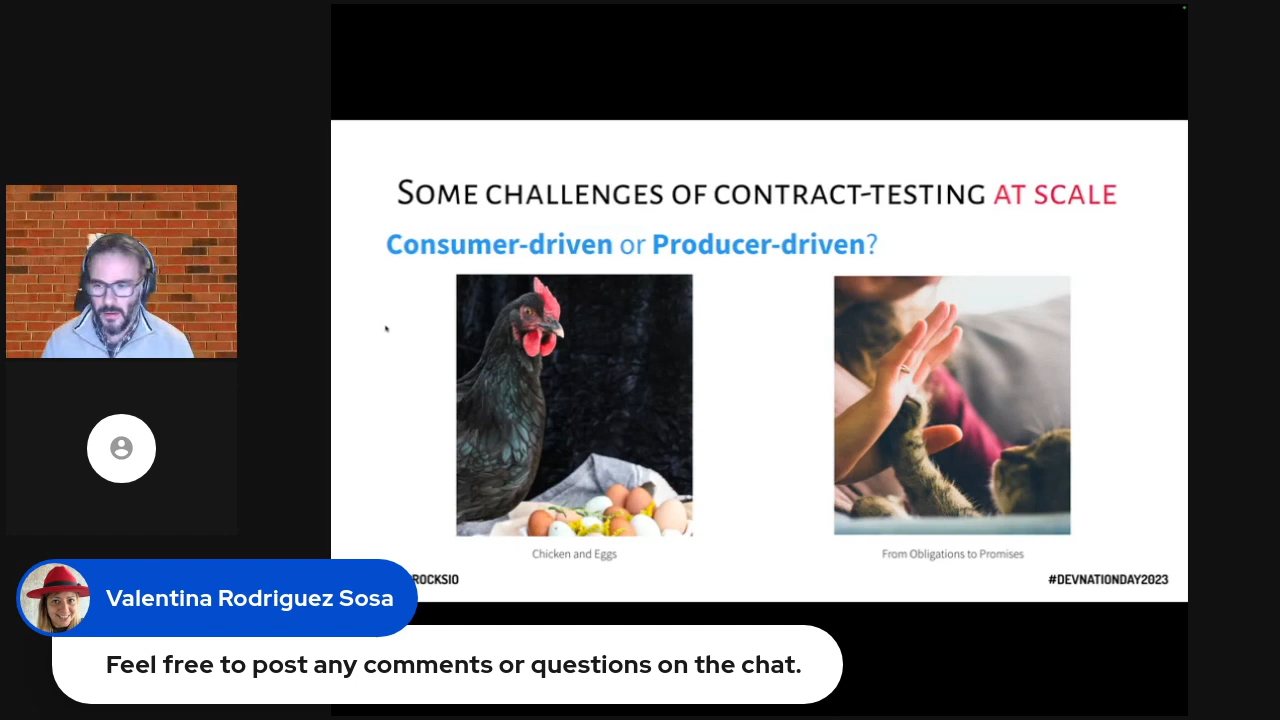 Some challenges of contract-testing at scale
Consumer-driven or Producer-driven?
Chicken and Eggs
From Obligations to Promises
ROCKSIO
#DEVNATIONDAY2023
Valentina Rodriguez Sosa
Feel free to post any comments or questions on the chat.